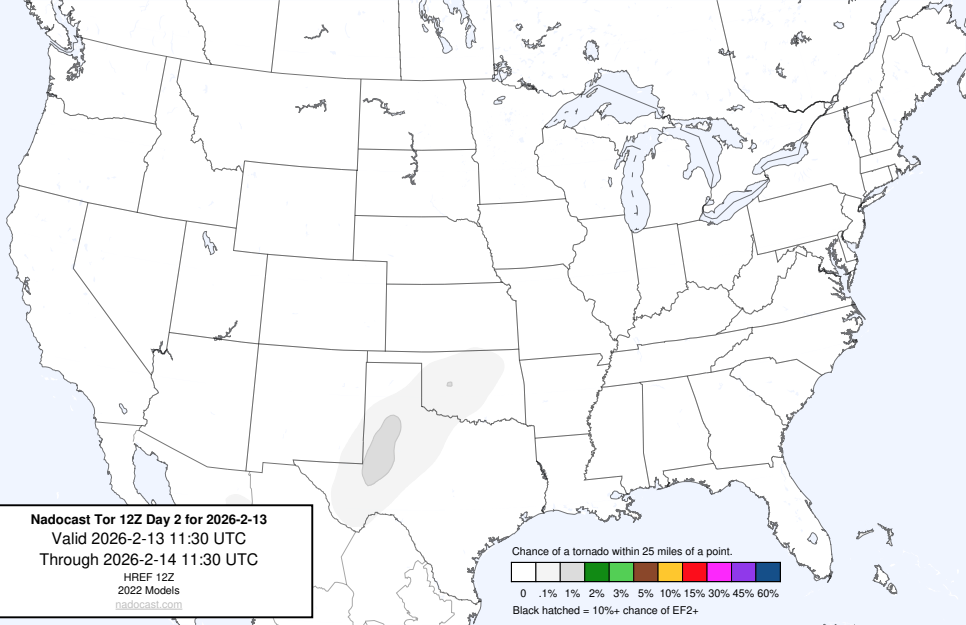 Nadocast Tor 12Z Day 2 for 2026-2-13
Valid 2026-2-13 11:30 UTC
Through 2026-2-14 11:30 UTC
HREF 12Z
2022 Models
nadocast.com
Chance of a tornado within 25 miles of a point.
0 .1% 1% 2% 3% 5% 10% 15% 30% 45% 60%
Black hatched = 10%+ chance of EF2+